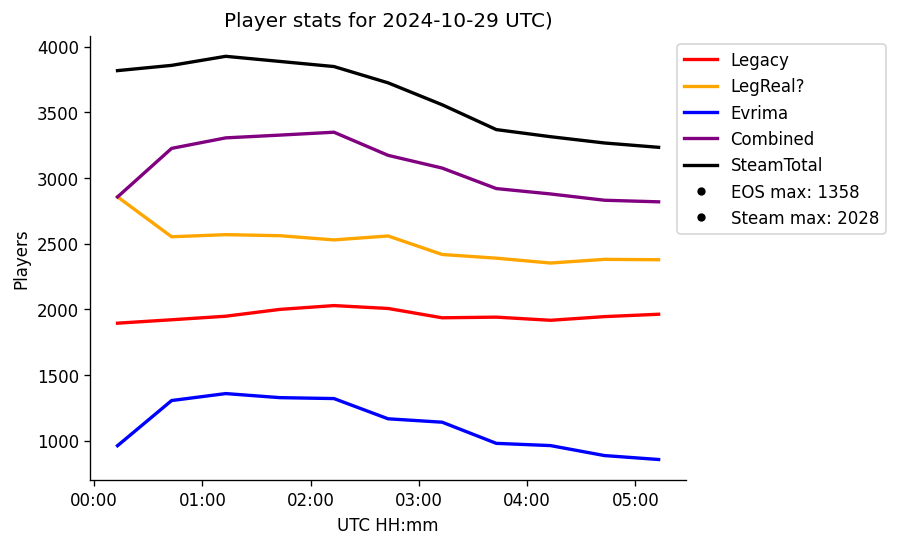 Player stats for 2024-10-29 UTC)
4000
3500
3000
2500
2000
1500
1000
Players
00:00 01:00 02:00 03:00 04:00 05:00
UTC HH:mm
Legacy
LegReal?
Evrima
Combined
SteamTotal
EOS max: 1358
Steam max: 2028